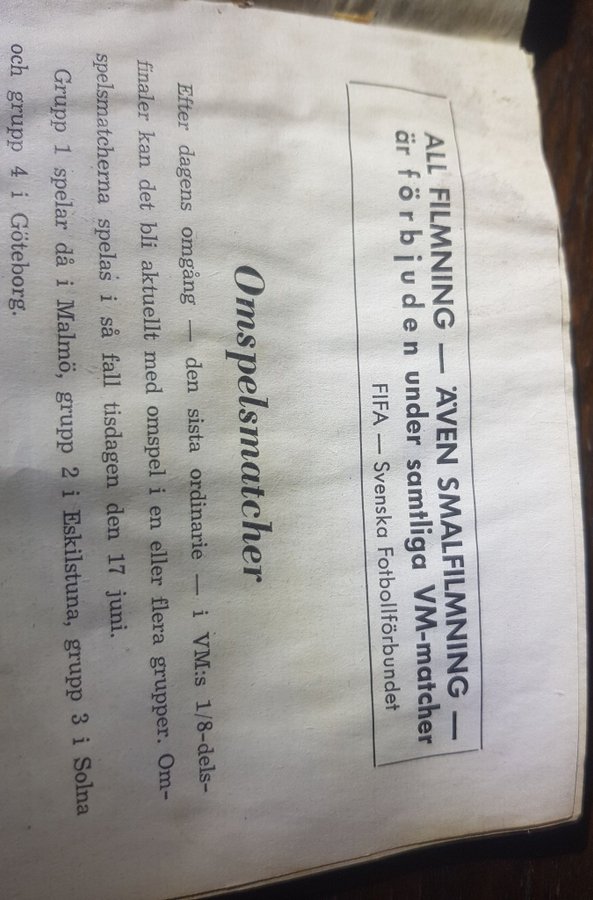 ALL FILMNING — ÄVEN SMALFILMNING —
är förbjuden under samtliga VM-matcher
FIFA — Svenska Fotbollförbundet
Omspelsmatcher
Efter dagens omgång — den sista ordinarie — i VM:s 1/8-dels-
finaler kan det bli aktuellt med omspel i en eller flera grupper. Om-
spelsmatcherna spelas i så fall tisdagen den 17 juni.
Grupp 1 spelar då i Malmö, grupp 2 i Eskilstuna, grupp 3 i Solna
och grupp 4 i Göteborg.